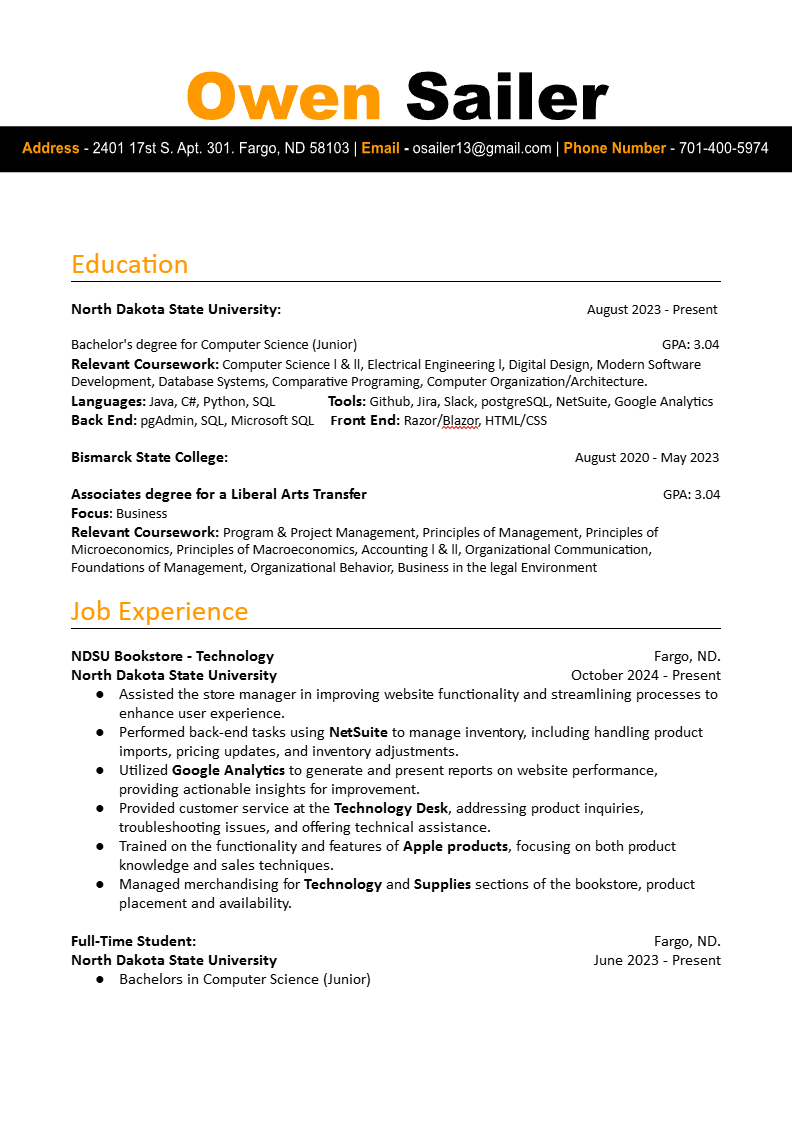 Owen Sailer
Address - 2401 17st S. Apt. 301. Fargo, ND 58103 | Email - osailer13@gmail.com | Phone Number - 701-400-5974
Education
North Dakota State University: August 2023 - Present
Bachelor's degree for Computer Science (Junior) GPA: 3.04
Relevant Coursework: Computer Science l & ll, Electrical Engineering l, Digital Design, Modern Software
Development, Database Systems, Comparative Programing, Computer Organization/Architecture.
Languages: Java, C#, Python, SQL Tools: Github, Jira, Slack, postgreSQL, NetSuite, Google Analytics
Back End: pgAdmin, SQL, Microsoft SQL Front End: Razor/Blazor, HTML/CSS
Bismarck State College: August 2020 - May 2023
Associates degree for a Liberal Arts Transfer GPA: 3.04
Focus: Business
Relevant Coursework: Program & Project Management, Principles of Management, Principles of
Microeconomics, Principles of Macroeconomics, Accounting l & ll, Organizational Communication,
Foundations of Management, Organizational Behavior, Business in the legal Environment
Job Experience
NDSU Bookstore - Technology Fargo, ND.
North Dakota State University October 2024 - Present
● Assisted the store manager in improving website functionality and streamlining processes to
enhance user experience.
● Performed back-end tasks using NetSuite to manage inventory, including handling product
imports, pricing updates, and inventory adjustments.
● Utilized Google Analytics to generate and present reports on website performance,
providing actionable insights for improvement.
● Provided customer service at the Technology Desk, addressing product inquiries,
troubleshooting issues, and offering technical assistance.
● Trained on the functionality and features of Apple products, focusing on both product
knowledge and sales techniques.
● Managed merchandising for Technology and Supplies sections of the bookstore, product
placement and availability.
Full-Time Student: Fargo, ND.
North Dakota State University June 2023 - Present
● Bachelors in Computer Science (Junior)